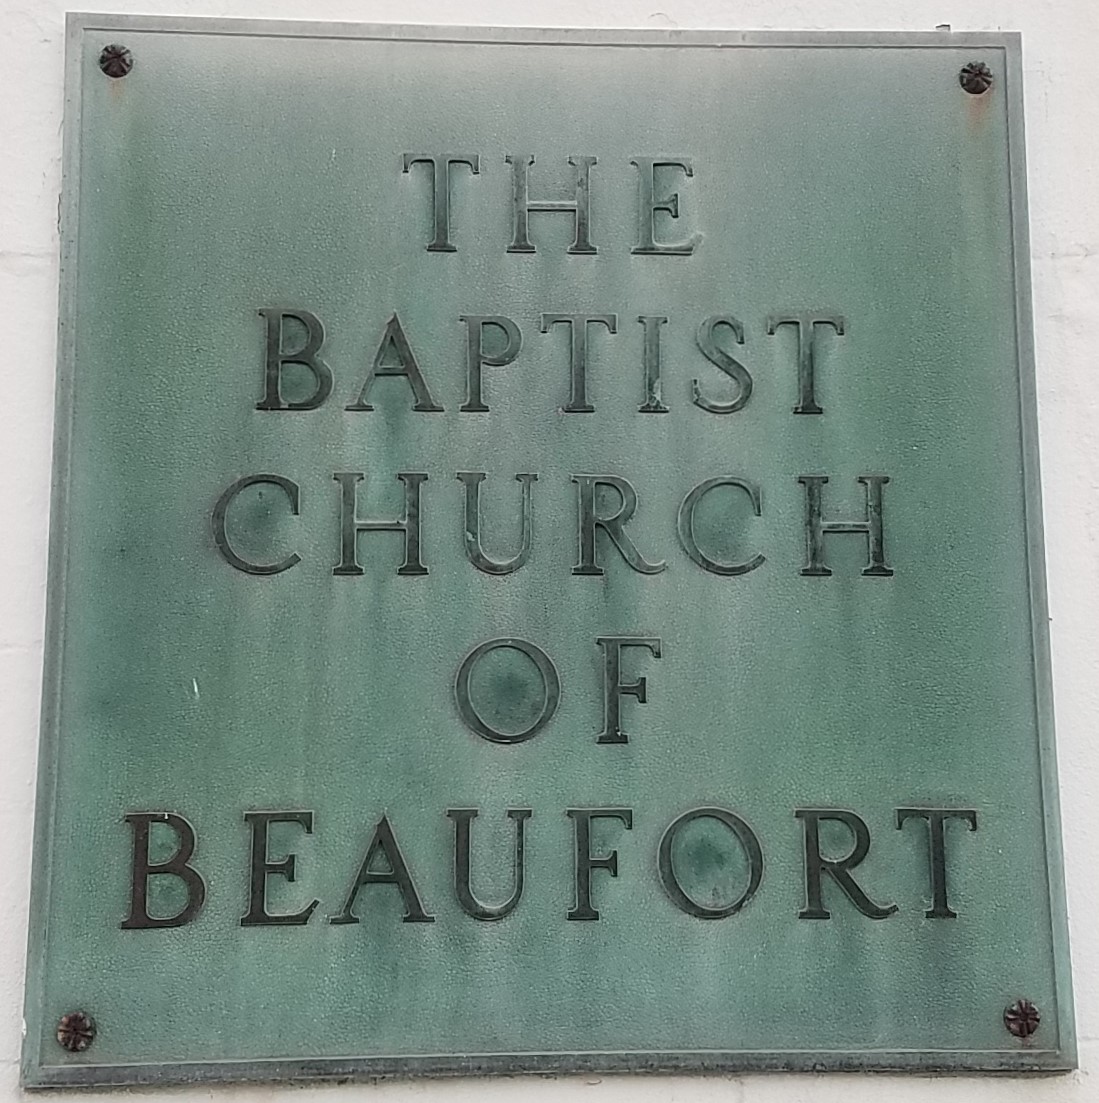 THE
BAPTIST
CHURCH
OF
BEAUFORT